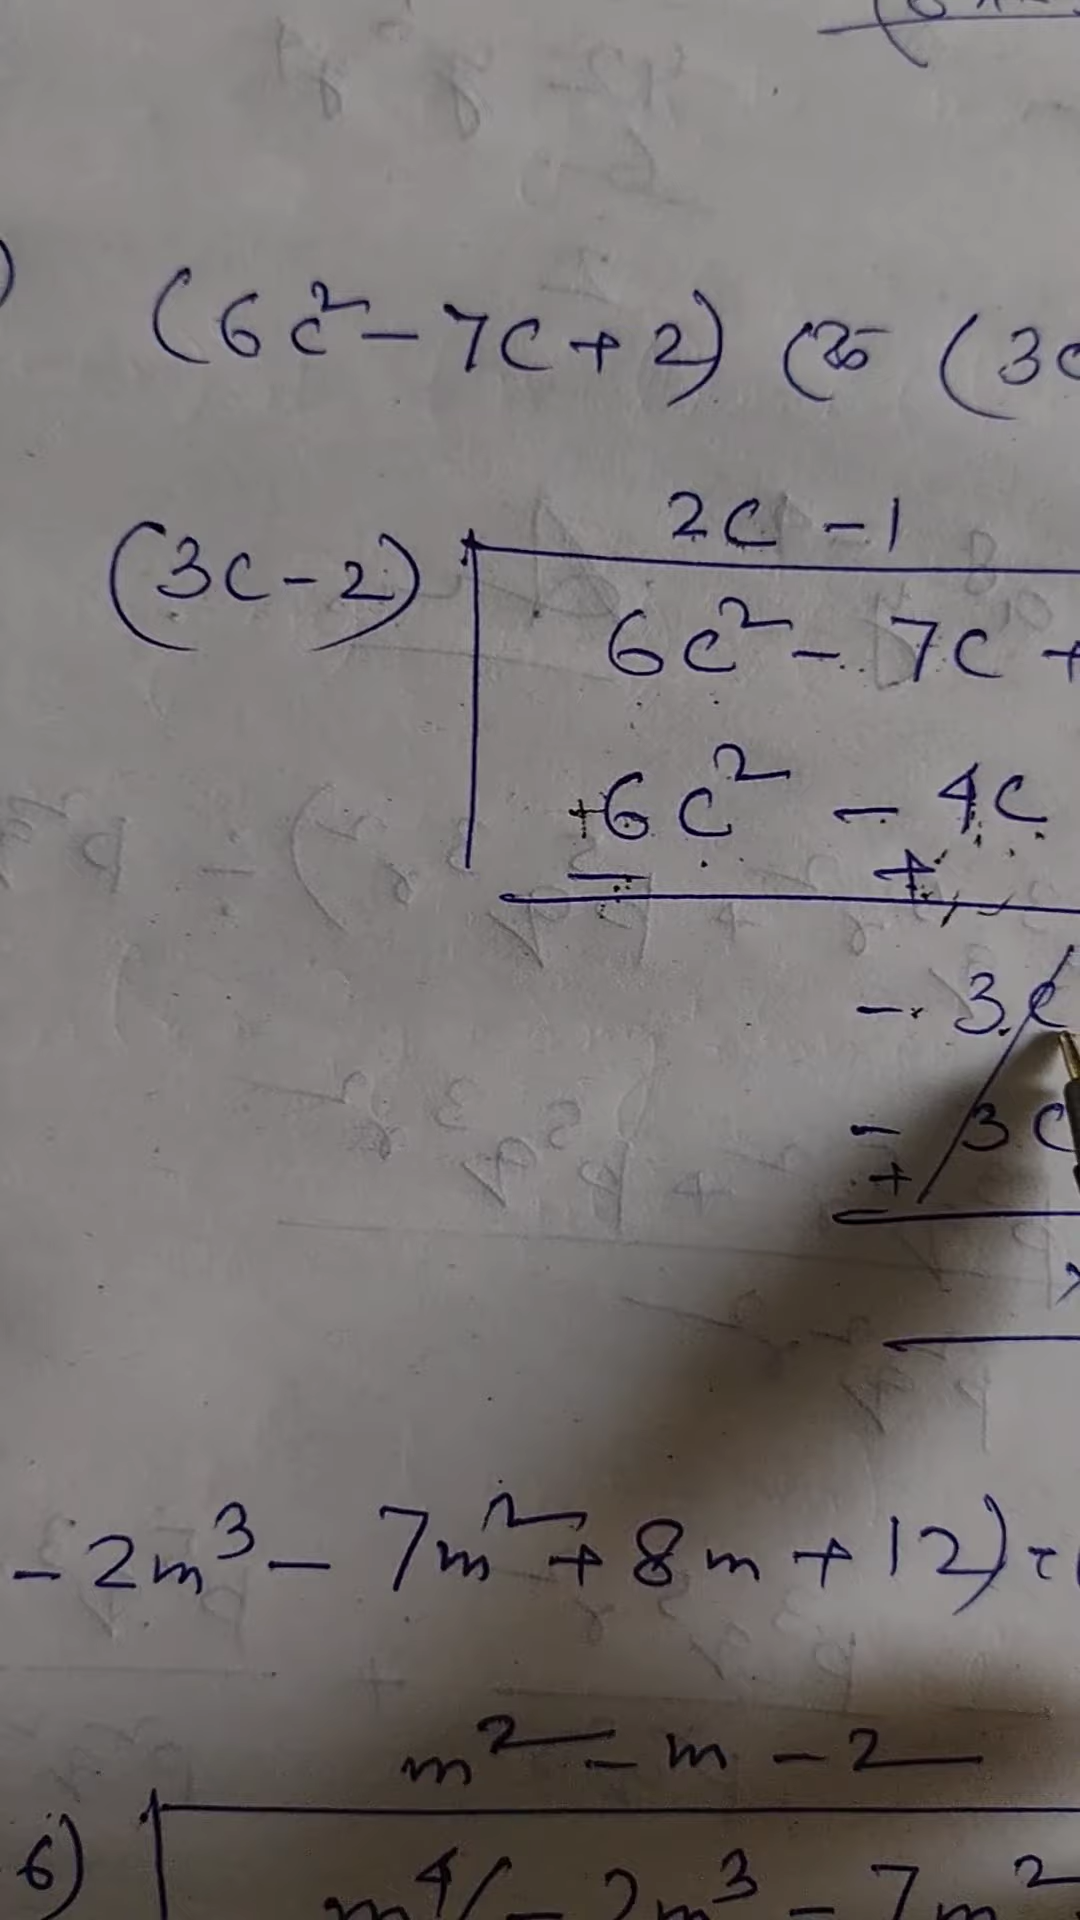 (6c² - 7c + 2) কে (3c
2c - 1
(3c - 2)
6c² - 7c +
+6c² - 4c
- +
- 3c
- 3c
+
- 2m³ - 7m² + 8m + 12) ÷ (
m² - m - 2
6)
m⁴ - 2m³ - 7m²